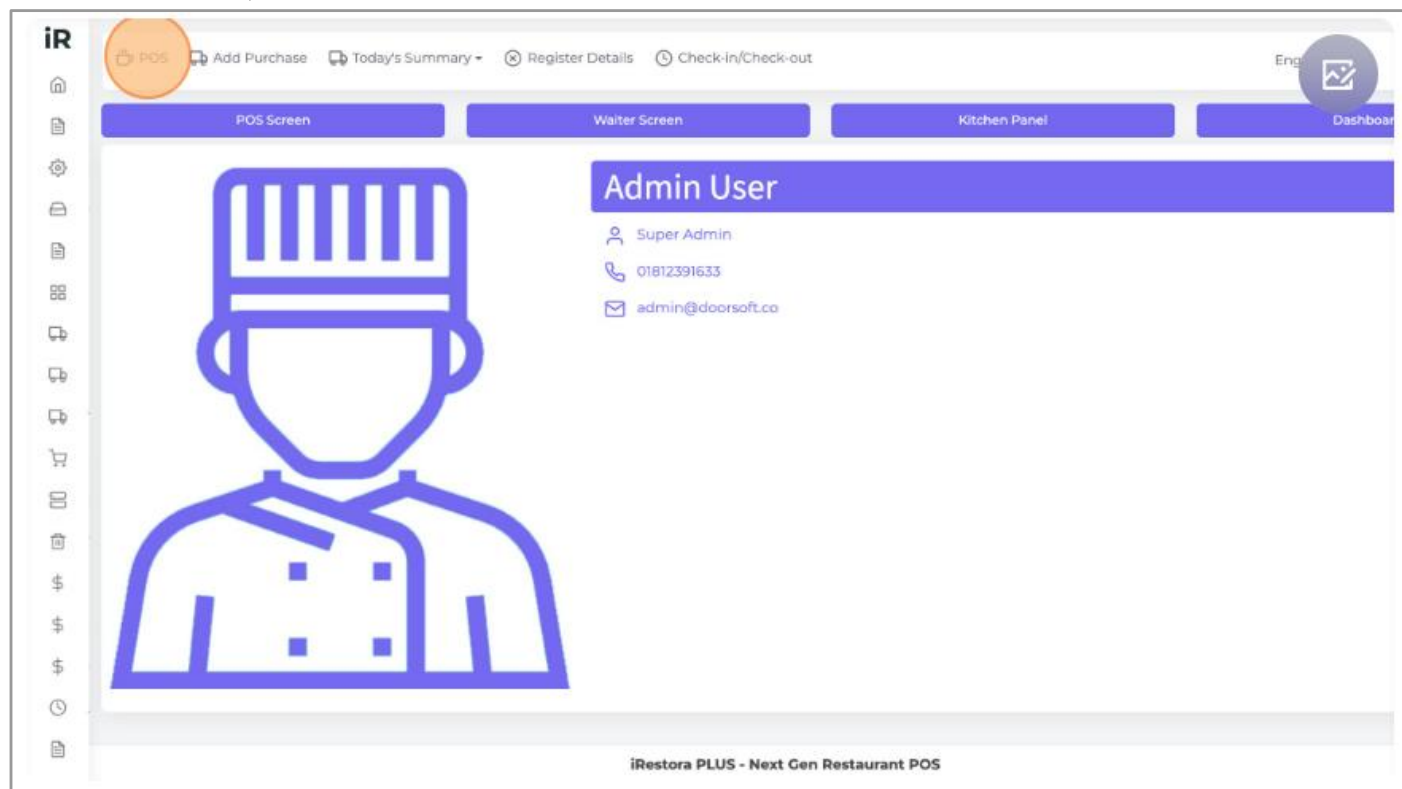 iR
POS Add Purchase Today's Summary Register Details Check-in/Check-out
POS Screen Waiter Screen Kitchen Panel
Admin User
Super Admin
01812391633
admin@doorsoft.co
iRestora PLUS - Next Gen Restaurant POS